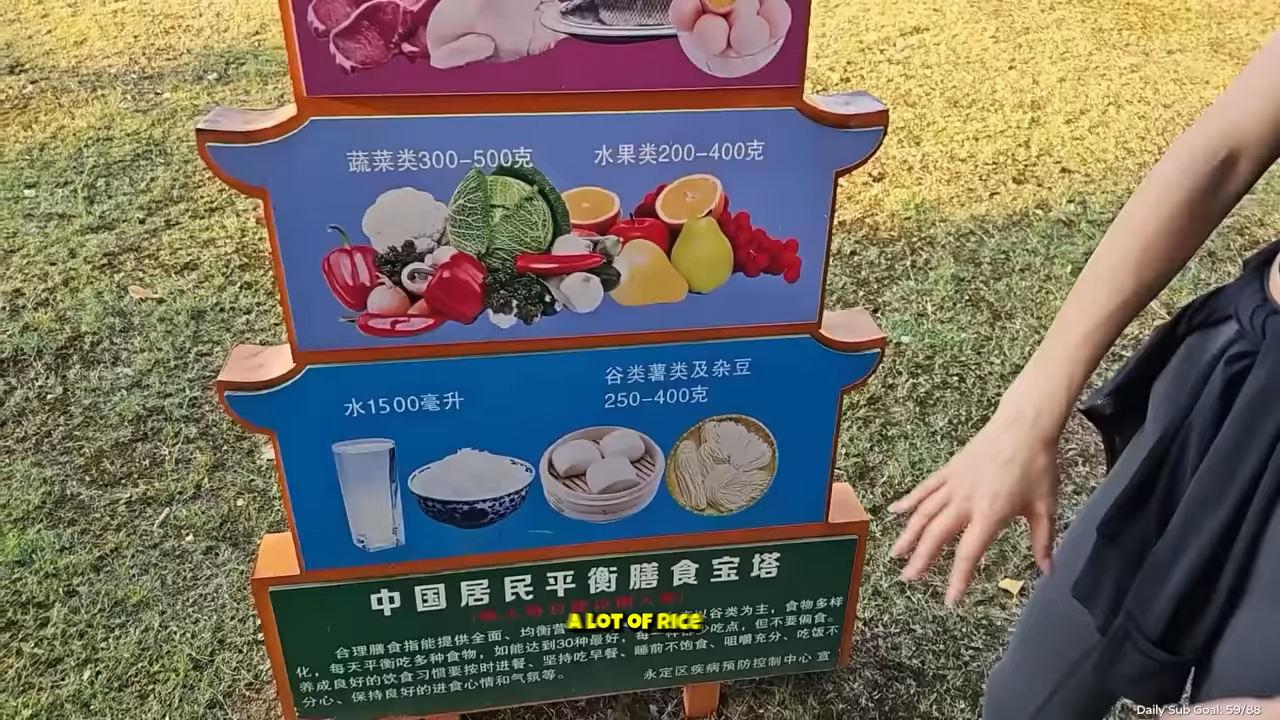 蔬菜类300-500克
水果类200-400克
水1500毫升
谷类薯类及杂豆
250-400克
中国居民平衡膳食宝塔
A LOT OF RICE
合理膳食指能提供全面、均衡营 以谷类为主，食物多样
化，每天平衡吃多种食物，如能达到30种最好，每 吃点，但不要偏食。
养成良好的饮食习惯要按时进餐、坚持吃早餐、睡前不饱食、咀嚼充分、吃饭不
分心、保持良好的进食心情和气氛等。
永定区疾病预防控制中心 宣
Daily Sub Goal: 59/88